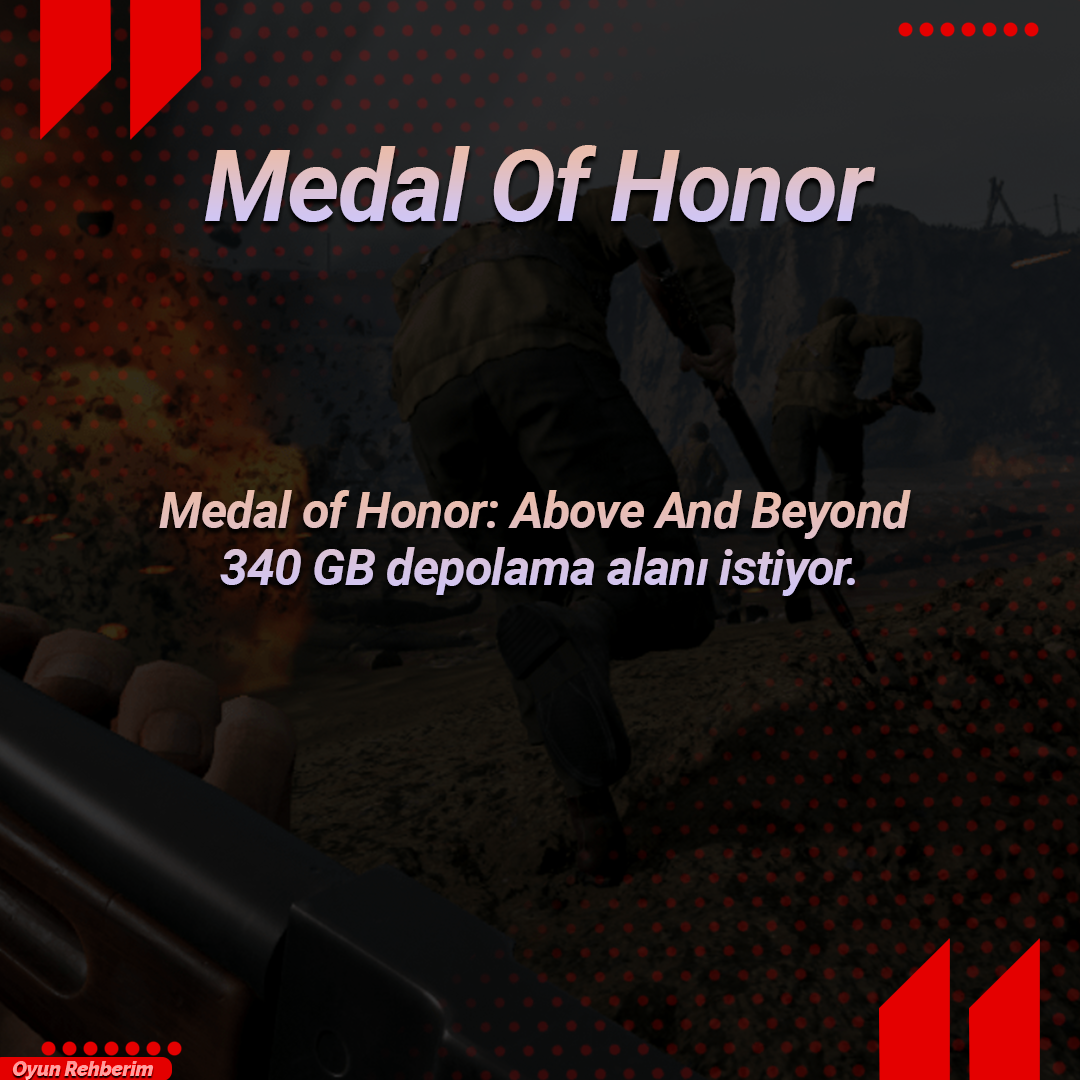 Medal Of Honor
Medal of Honor: Above And Beyond
340 GB depolama alanı istiyor.
Oyun Rehberim